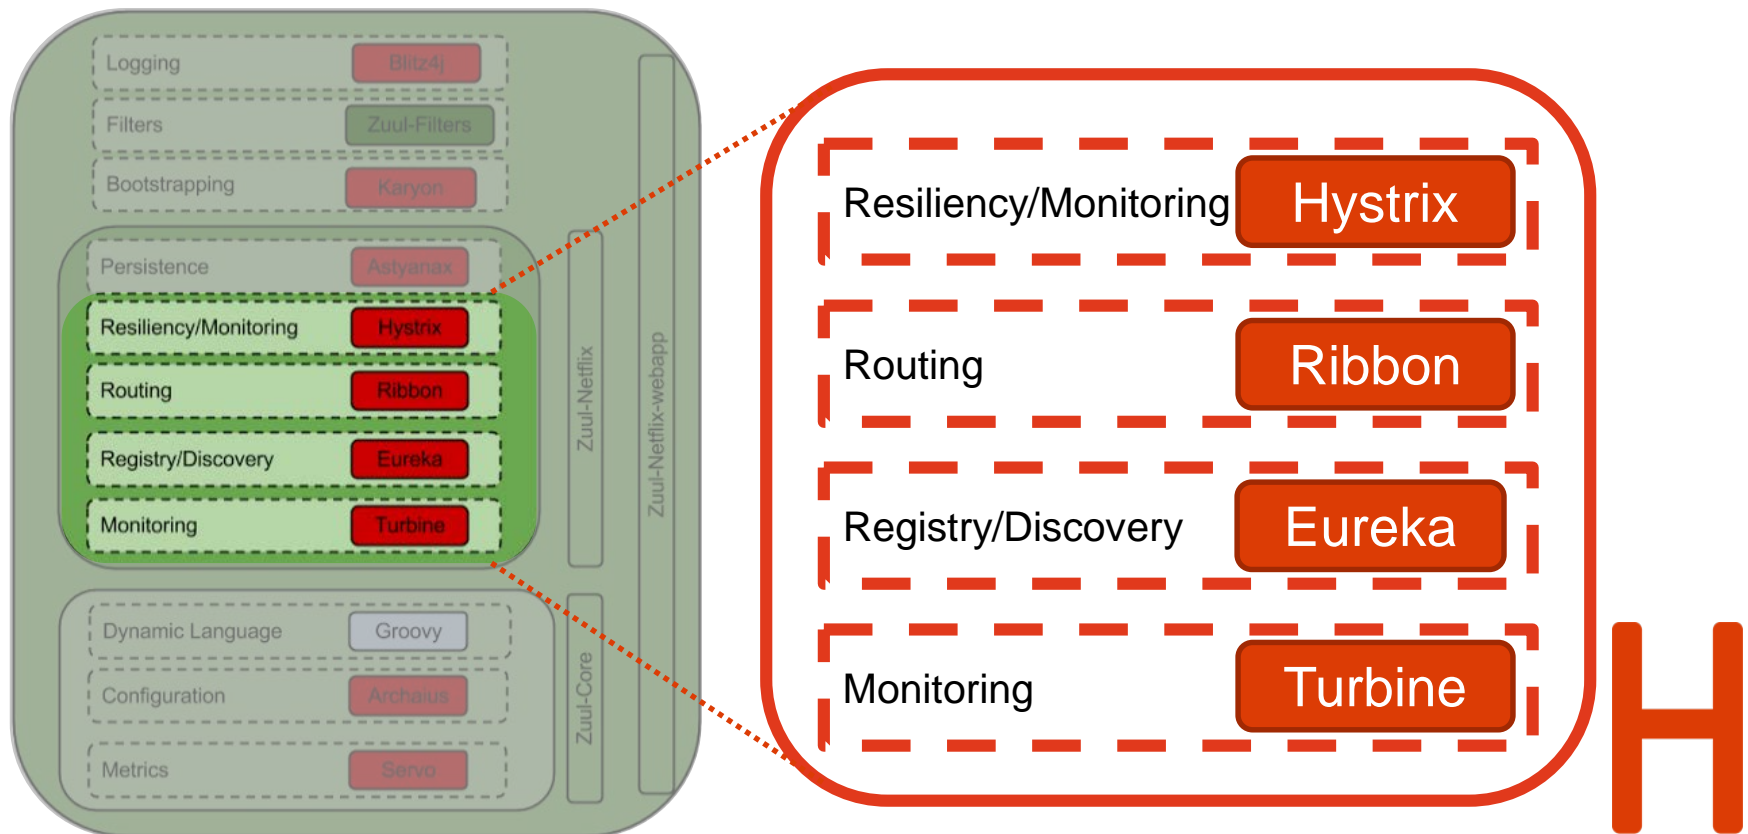 Logging Blitz4j
Filters Zuul-Filters
Bootstrapping Karyon
Persistence Astyanax
Resiliency/Monitoring Hystrix
Routing Ribbon
Registry/Discovery Eureka
Monitoring Turbine
Zuul-Netflix
Zuul-Netflix-webapp
Dynamic Language Groovy
Configuration Archaius
Metrics Servo
Zuul-Core
Resiliency/Monitoring Hystrix
Routing Ribbon
Registry/Discovery Eureka
Monitoring Turbine
H